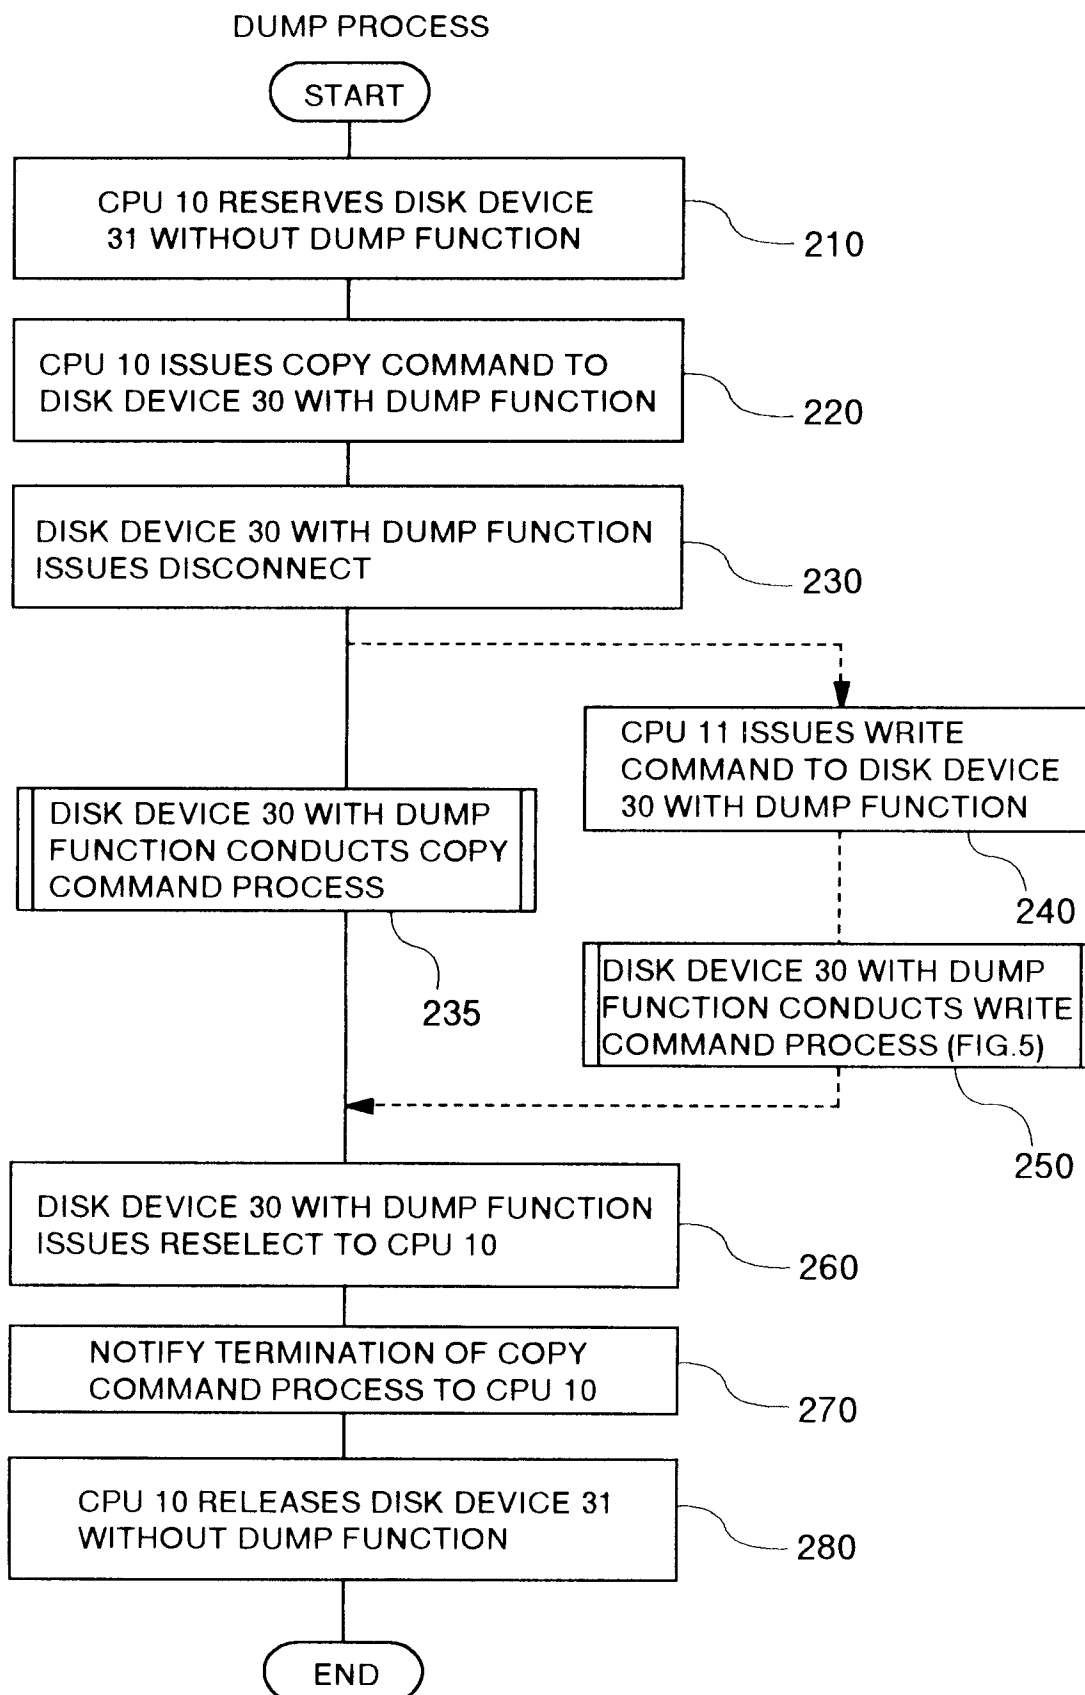 DUMP PROCESS
START
CPU 10 RESERVES DISK DEVICE
31 WITHOUT DUMP FUNCTION
210
CPU 10 ISSUES COPY COMMAND TO
DISK DEVICE 30 WITH DUMP FUNCTION
220
DISK DEVICE 30 WITH DUMP FUNCTION
ISSUES DISCONNECT
230
CPU 11 ISSUES WRITE
COMMAND TO DISK DEVICE
30 WITH DUMP FUNCTION
240
DISK DEVICE 30 WITH DUMP
FUNCTION CONDUCTS COPY
COMMAND PROCESS
235
DISK DEVICE 30 WITH DUMP
FUNCTION CONDUCTS WRITE
COMMAND PROCESS (FIG.5)
250
DISK DEVICE 30 WITH DUMP FUNCTION
ISSUES RESELECT TO CPU 10
260
NOTIFY TERMINATION OF COPY
COMMAND PROCESS TO CPU 10
270
CPU 10 RELEASES DISK DEVICE 31
WITHOUT DUMP FUNCTION
280
END